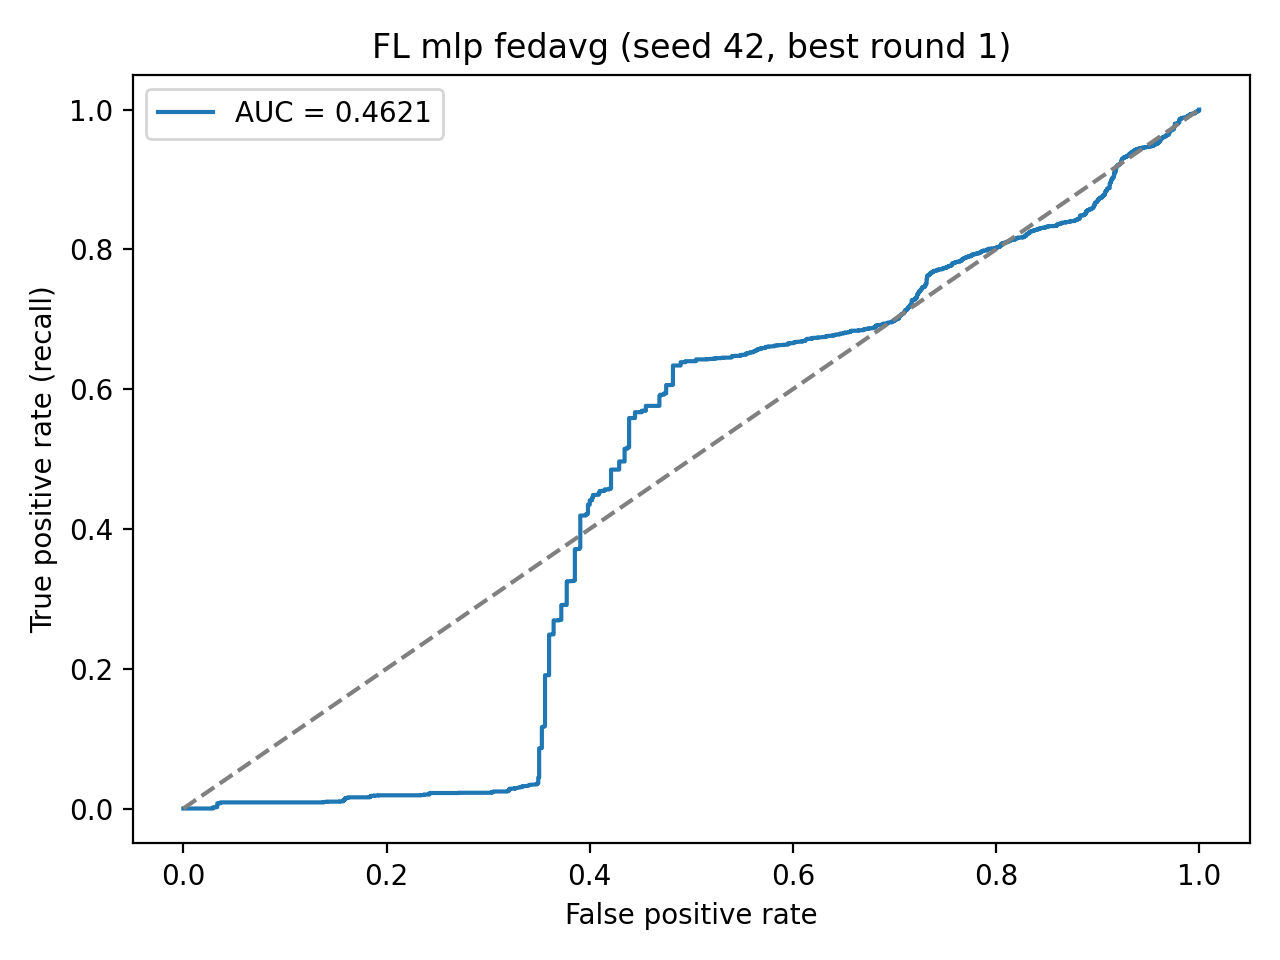 FL mlp fedavg (seed 42, best round 1)
AUC = 0.4621
True positive rate (recall)
1.0
0.8
0.6
0.4
0.2
0.0
0.0 0.2 0.4 0.6 0.8 1.0
False positive rate